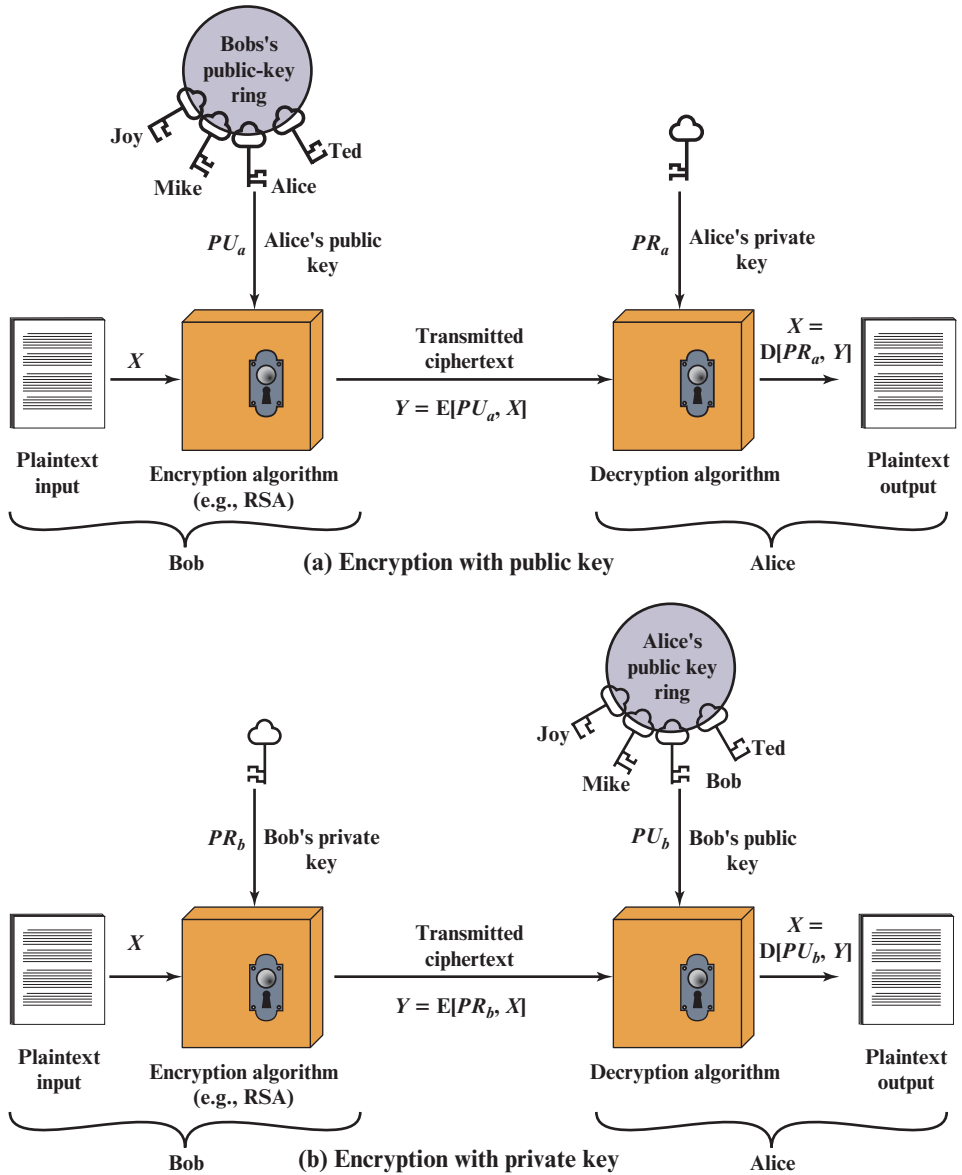 Bobs's
public-key
ring
Joy
Mike
Alice
Ted
PUa
Alice's public
key
PRa
Alice's private
key
X
Transmitted
ciphertext
Y = E[PUa, X]
X =
D[PRa, Y]
Plaintext
input
Encryption algorithm
(e.g., RSA)
Decryption algorithm
Plaintext
output
Bob
(a) Encryption with public key
Alice
Alice's
public key
ring
Joy
Mike
Bob
Ted
PRb
Bob's private
key
PUb
Bob's public
key
X
Transmitted
ciphertext
Y = E[PRb, X]
X =
D[PUb, Y]
Plaintext
input
Encryption algorithm
(e.g., RSA)
Decryption algorithm
Plaintext
output
Bob
(b) Encryption with private key
Alice